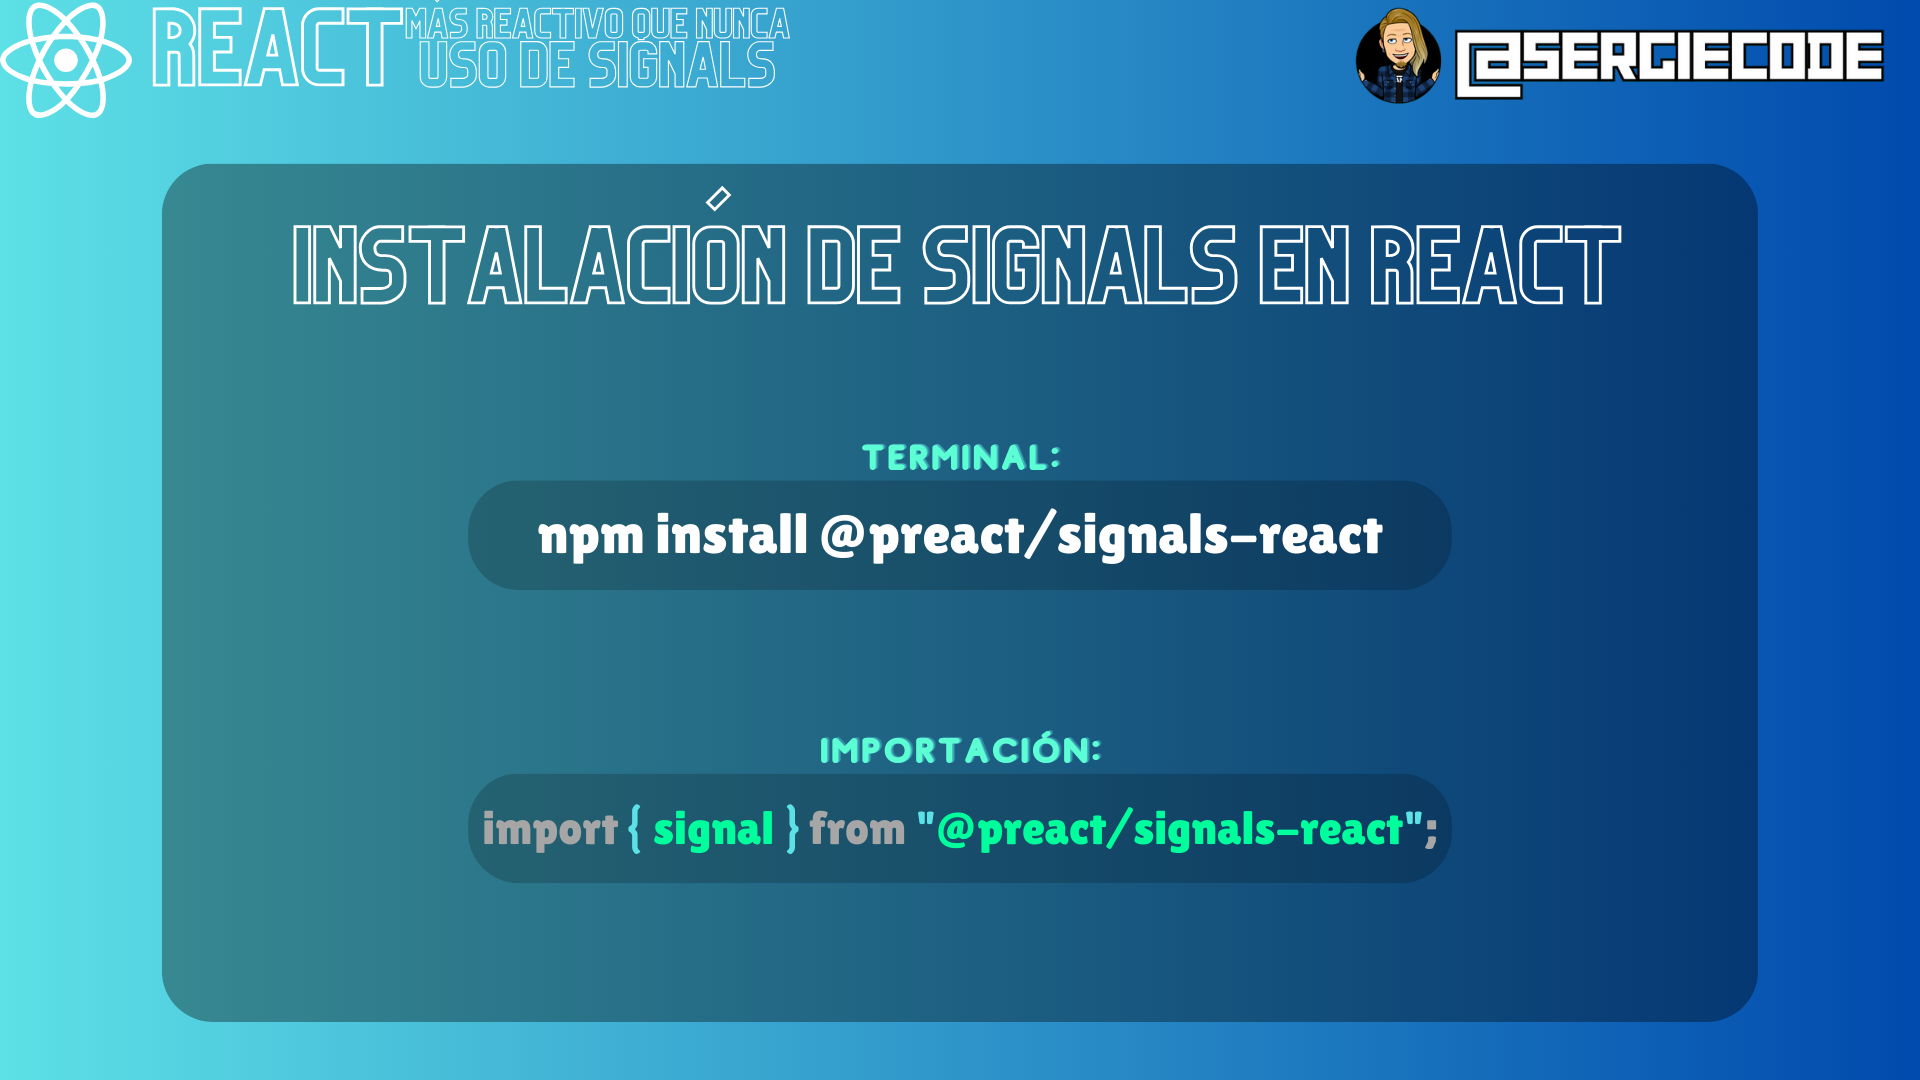 REACT
MÁS REACTIVO QUE NUNCA
USO DE SIGNALS
@SERGIECODE
INSTALACIÓN DE SIGNALS EN REACT
TERMINAL:
npm install @preact/signals-react
IMPORTACIÓN:
import { signal } from "@preact/signals-react";